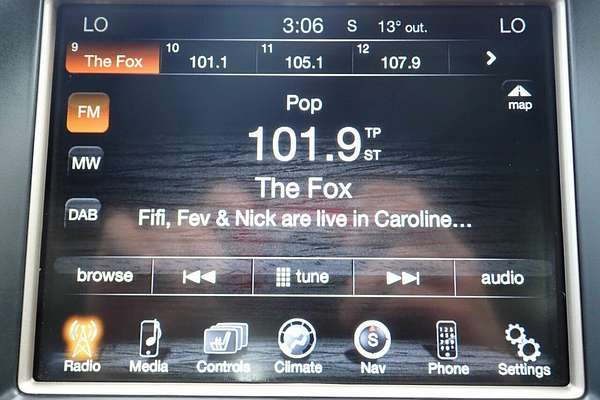 LO 3:06 S 13° out. LO
9 The Fox 10 101.1 11 105.1 12 107.9
FM
Pop
map
101.9 TP ST
MW
The Fox
DAB
Fifi, Fev & Nick are live in Caroline…
browse tune audio
Radio Media Controls Climate S Nav Phone Settings